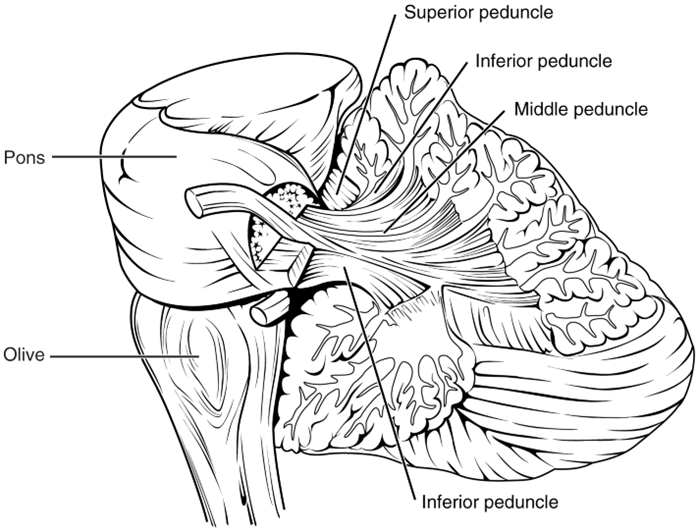 Superior peduncle
Inferior peduncle
Middle peduncle
Pons
Olive
Inferior peduncle